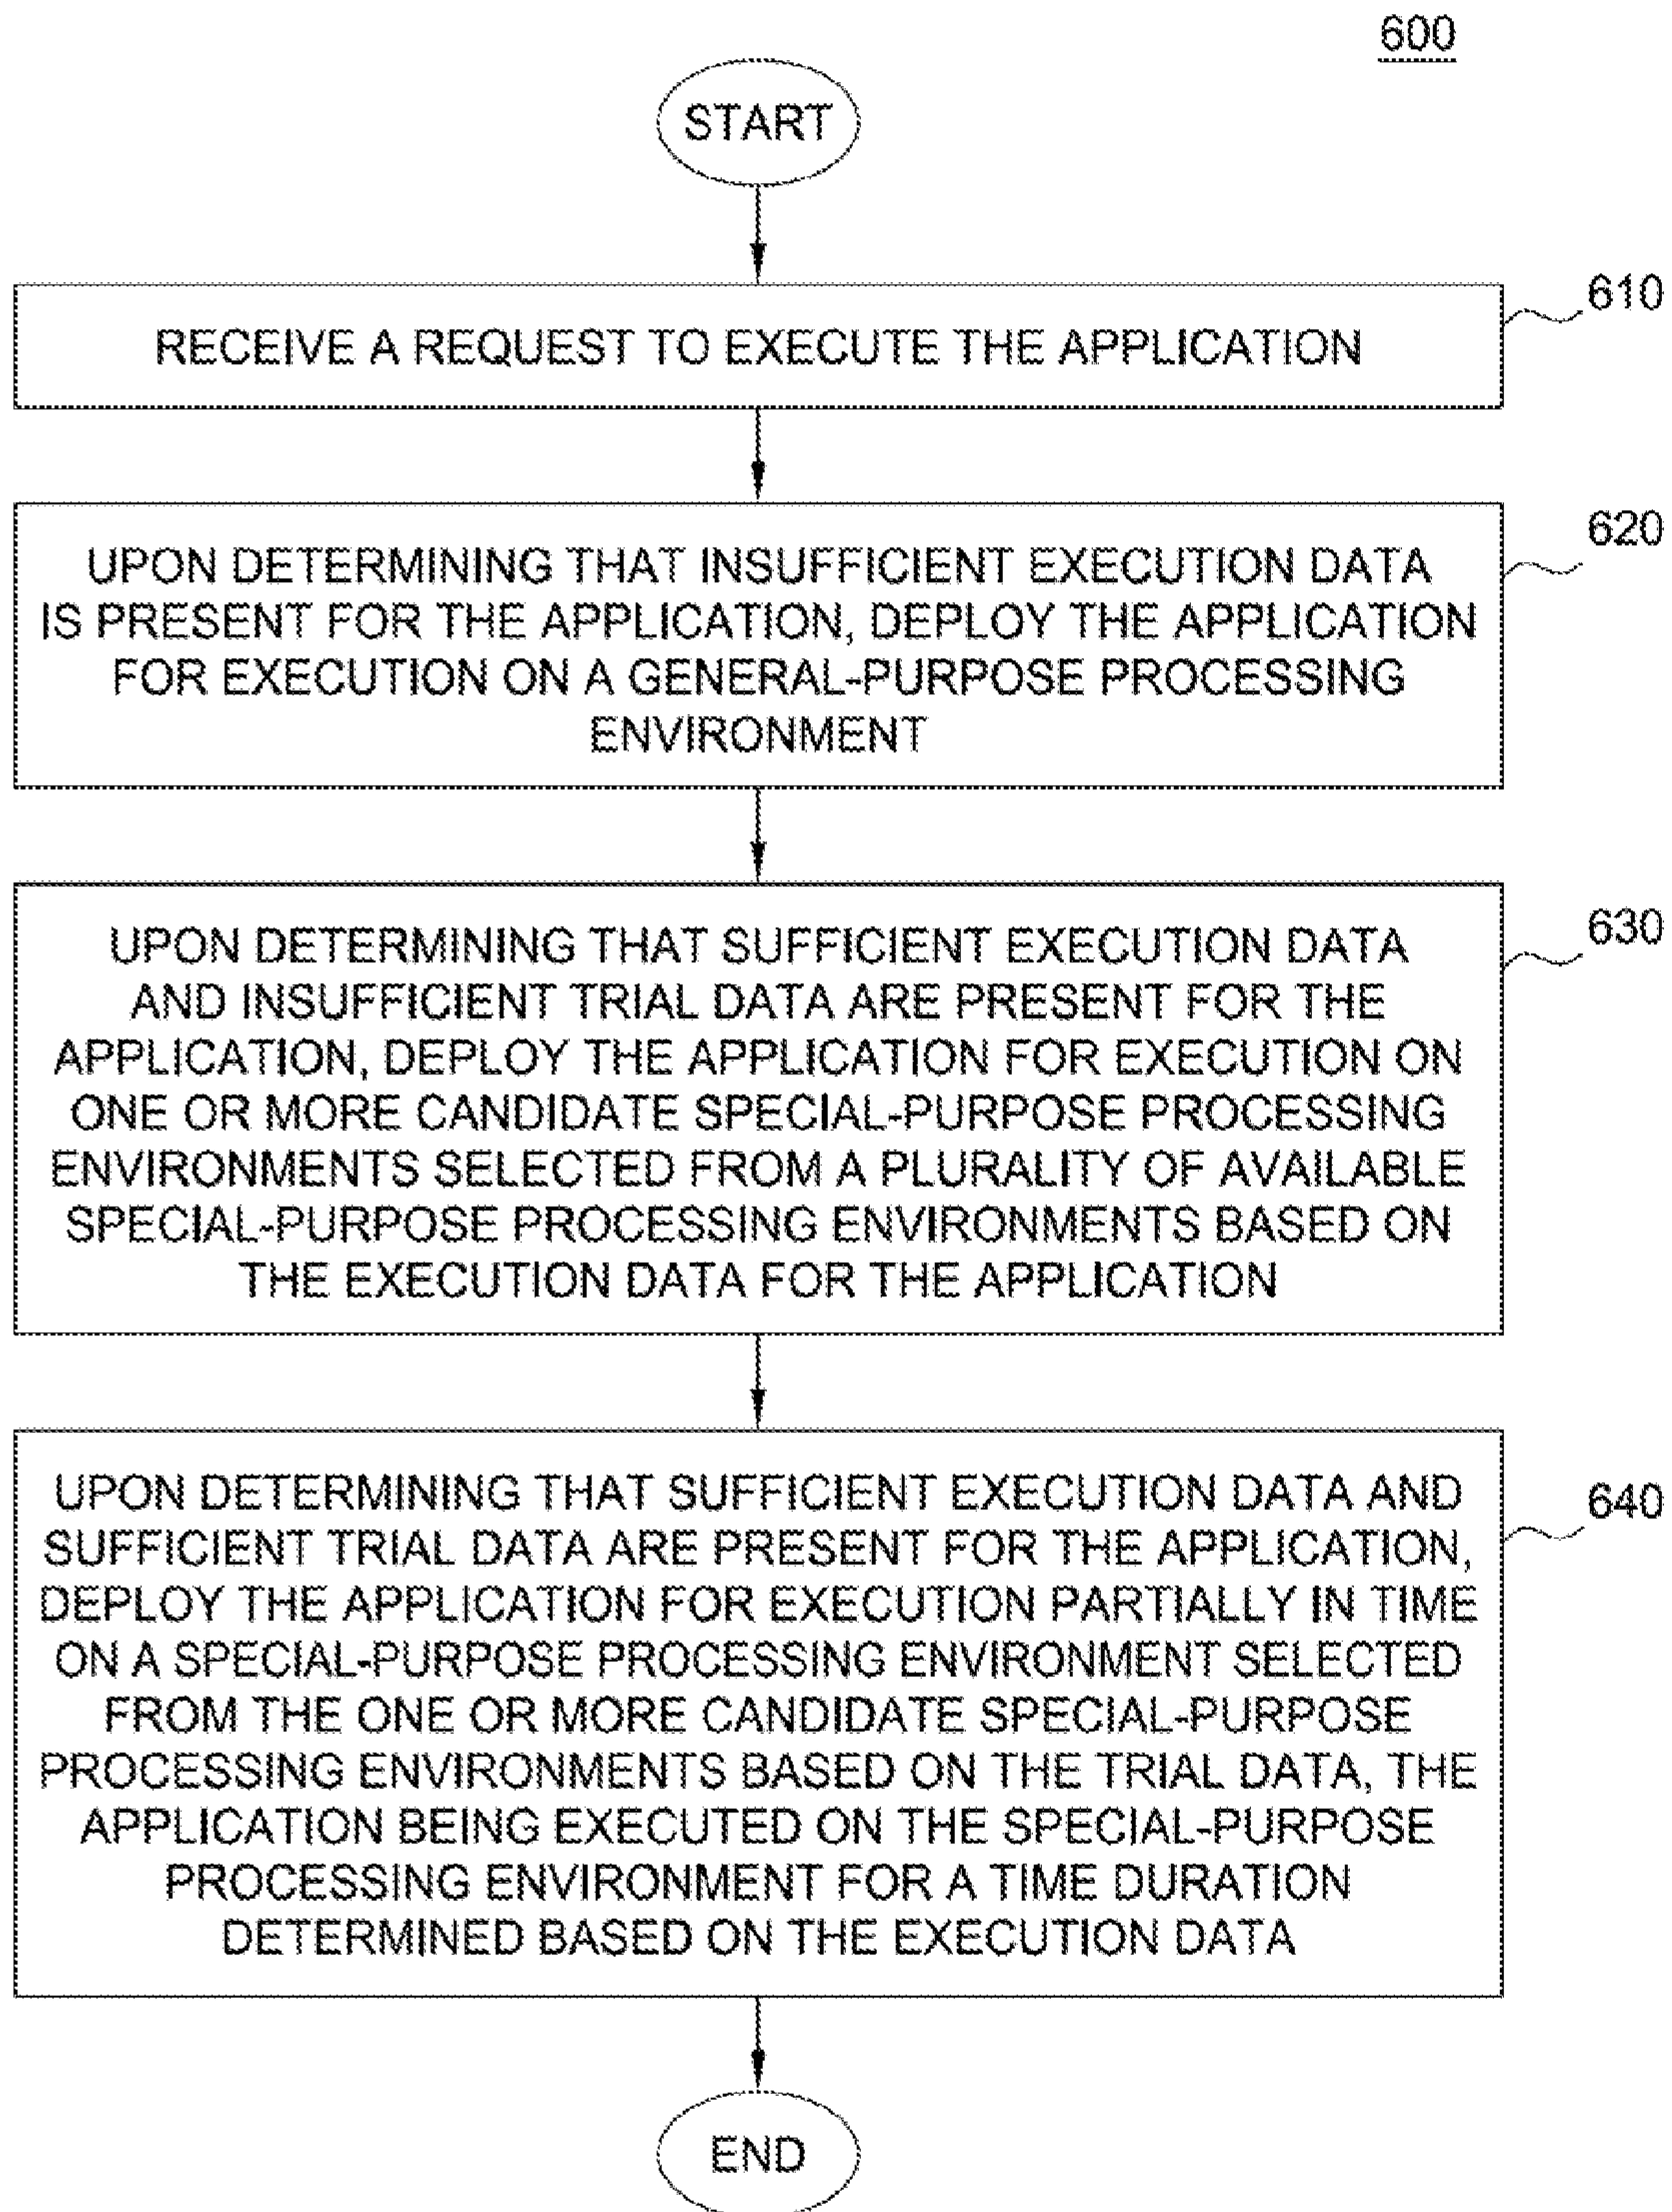 600
START
RECEIVE A REQUEST TO EXECUTE THE APPLICATION
610
UPON DETERMINING THAT INSUFFICIENT EXECUTION DATA
IS PRESENT FOR THE APPLICATION, DEPLOY THE APPLICATION
FOR EXECUTION ON A GENERAL-PURPOSE PROCESSING
ENVIRONMENT
620
UPON DETERMINING THAT SUFFICIENT EXECUTION DATA
AND INSUFFICIENT TRIAL DATA ARE PRESENT FOR THE
APPLICATION, DEPLOY THE APPLICATION FOR EXECUTION ON
ONE OR MORE CANDIDATE SPECIAL-PURPOSE PROCESSING
ENVIRONMENTS SELECTED FROM A PLURALITY OF AVAILABLE
SPECIAL-PURPOSE PROCESSING ENVIRONMENTS BASED ON
THE EXECUTION DATA FOR THE APPLICATION
630
UPON DETERMINING THAT SUFFICIENT EXECUTION DATA AND
SUFFICIENT TRIAL DATA ARE PRESENT FOR THE APPLICATION,
DEPLOY THE APPLICATION FOR EXECUTION PARTIALLY IN TIME
ON A SPECIAL-PURPOSE PROCESSING ENVIRONMENT SELECTED
FROM THE ONE OR MORE CANDIDATE SPECIAL-PURPOSE
PROCESSING ENVIRONMENTS BASED ON THE TRIAL DATA, THE
APPLICATION BEING EXECUTED ON THE SPECIAL-PURPOSE
PROCESSING ENVIRONMENT FOR A TIME DURATION
DETERMINED BASED ON THE EXECUTION DATA
640
END